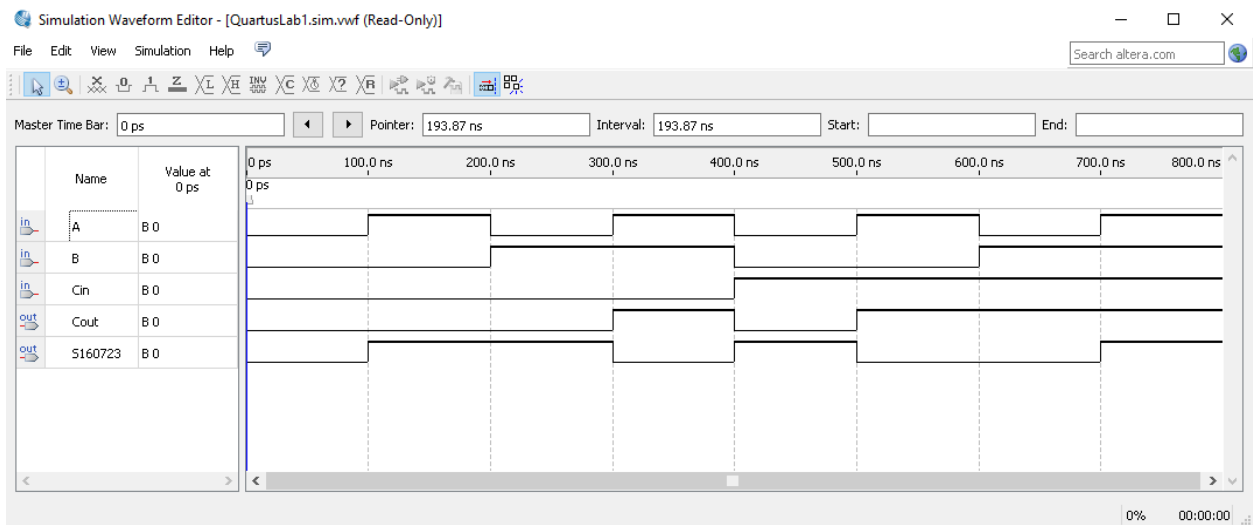 Simulation Waveform Editor - [QuartusLab1.sim.vwf (Read-Only)]
File Edit View Simulation Help
Search altera.com
Master Time Bar: 0 ps Pointer: 193.87 ns Interval: 193.87 ns Start: End:
Name Value at 0 ps
0 ps 100.0 ns 200.0 ns 300.0 ns 400.0 ns 500.0 ns 600.0 ns 700.0 ns 800.0 ns
0 ps
in A B 0
in B B 0
in Cin B 0
out Cout B 0
out S160723 B 0
0% 00:00:00